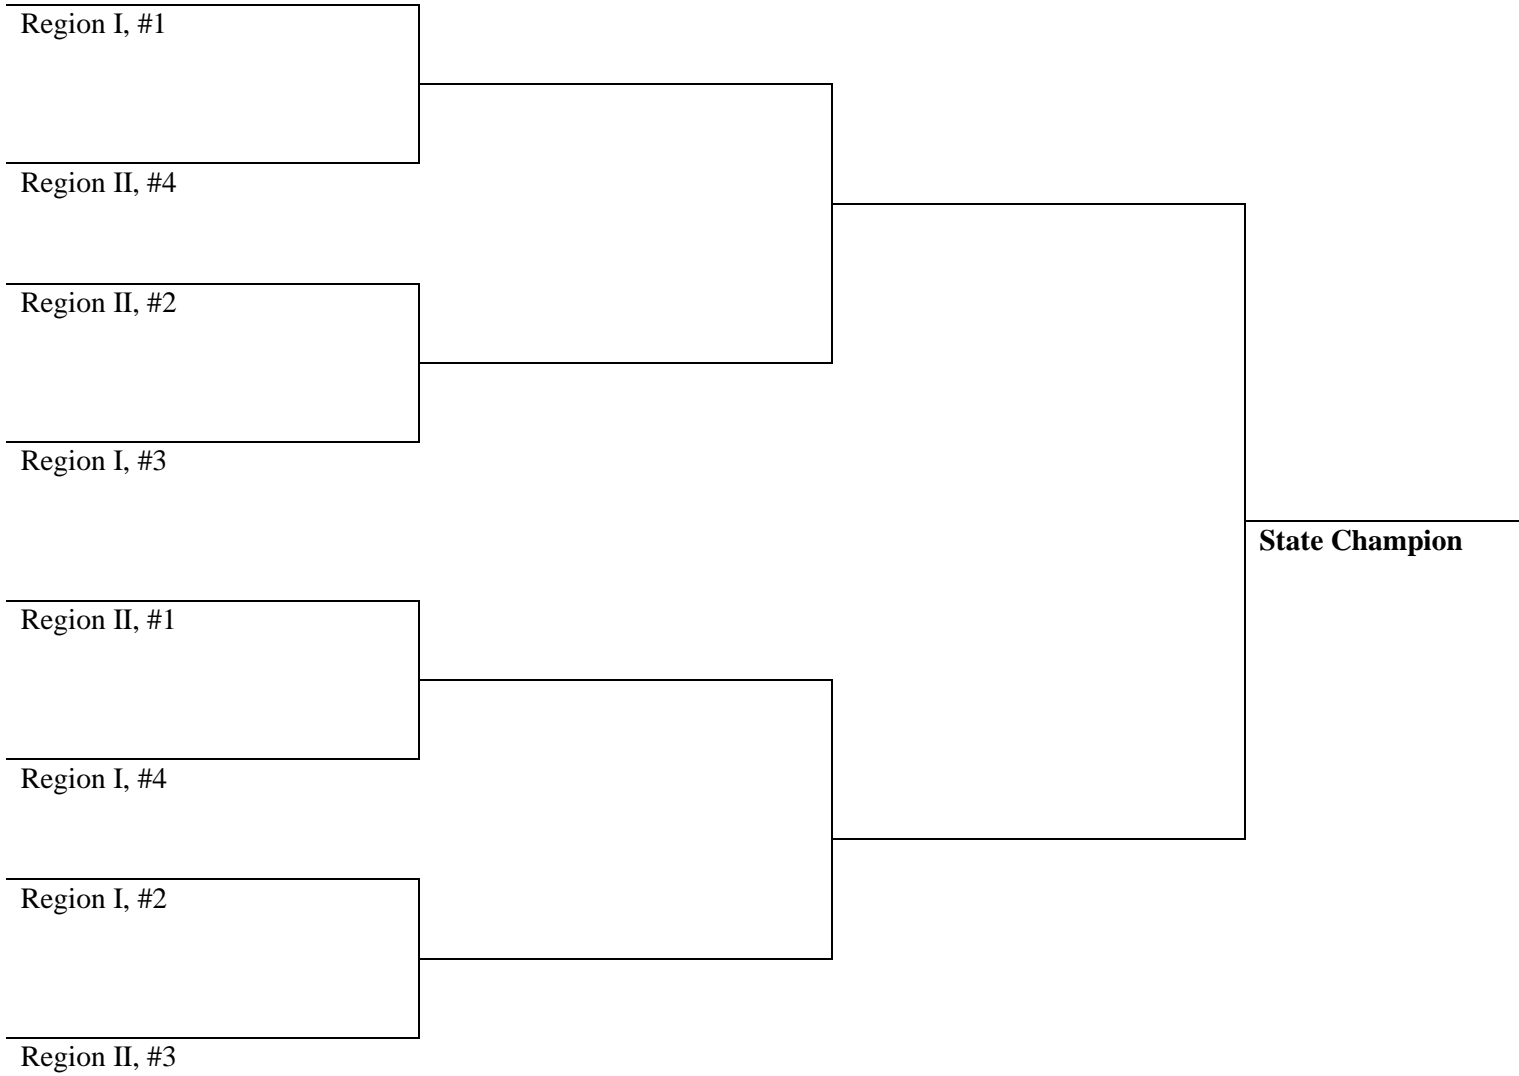 Region I, #1
Region II, #4
Region II, #2
Region I, #3
State Champion
Region II, #1
Region I, #4
Region I, #2
Region II, #3